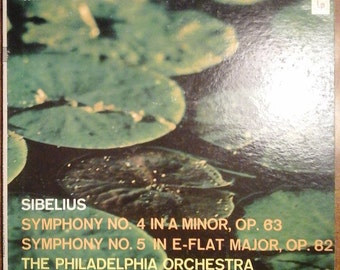 SIBELIUS
SYMPHONY NO. 4 IN A MINOR, OP. 63
SYMPHONY NO. 5 IN E-FLAT MAJOR, OP. 82
THE PHILADELPHIA ORCHESTRA